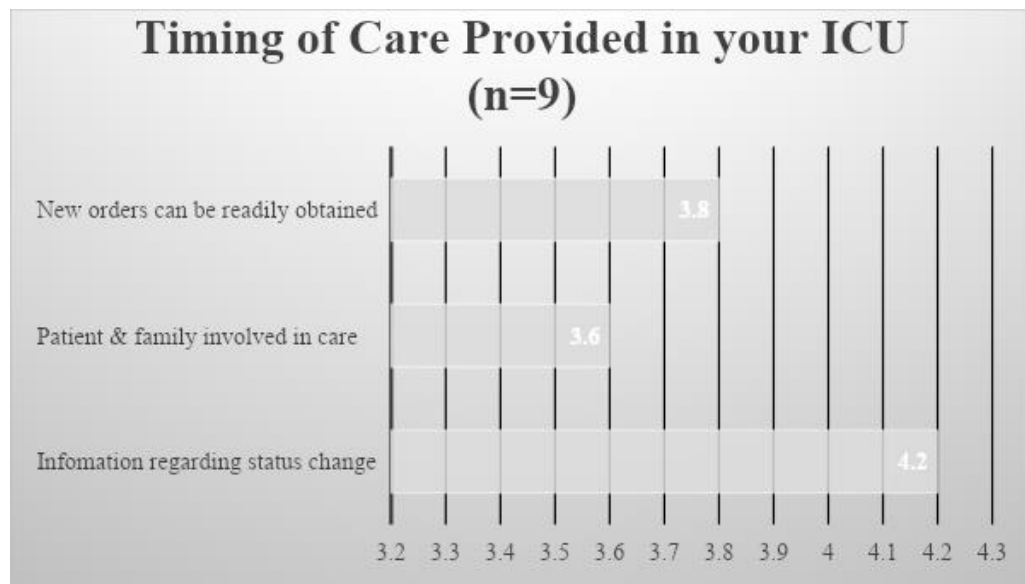 Timing of Care Provided in your ICU
(n=9)
New orders can be readily obtained
3.8
Patient & family involved in care
3.6
Infomation regarding status change
4.2
3.2 3.3 3.4 3.5 3.6 3.7 3.8 3.9 4 4.1 4.2 4.3